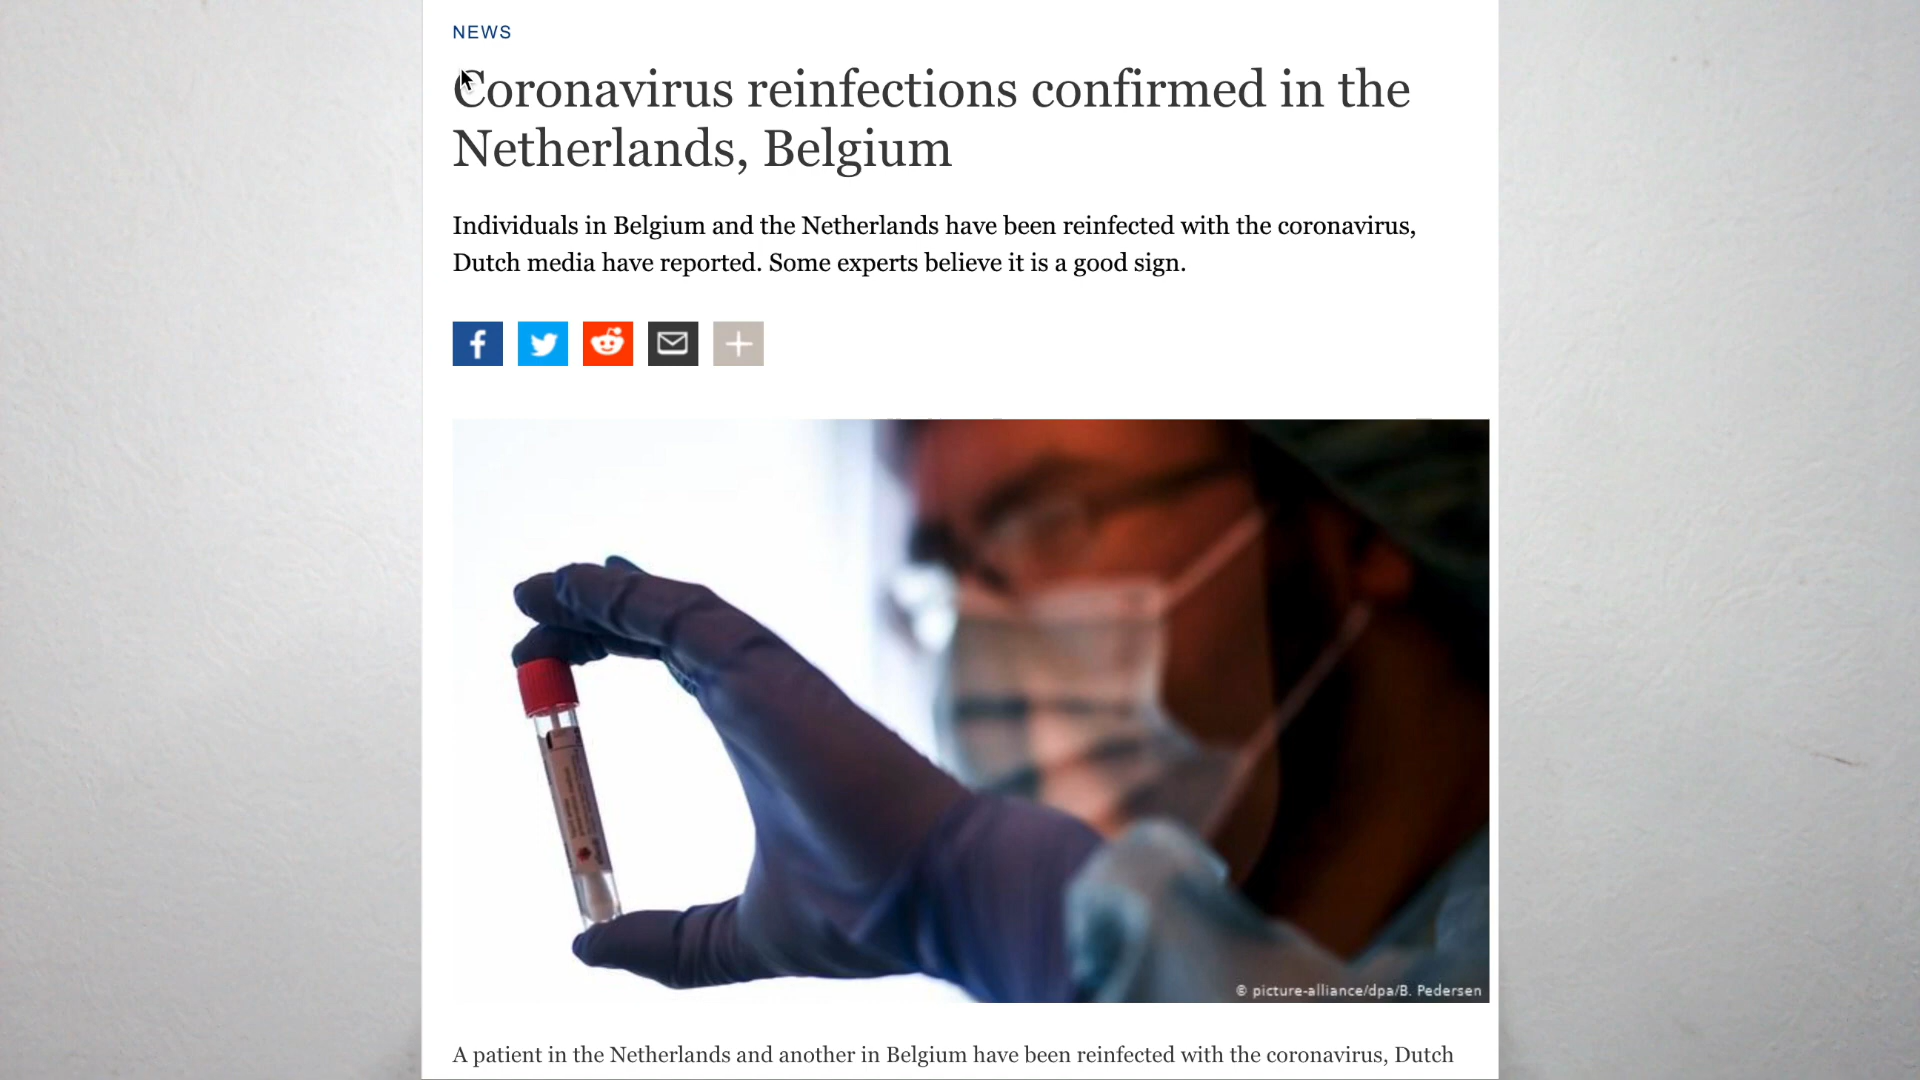 NEWS
Coronavirus reinfections confirmed in the
Netherlands, Belgium
Individuals in Belgium and the Netherlands have been reinfected with the coronavirus,
Dutch media have reported. Some experts believe it is a good sign.
© picture-alliance/dpa/B. Pedersen
A patient in the Netherlands and another in Belgium have been reinfected with the coronavirus, Dutch